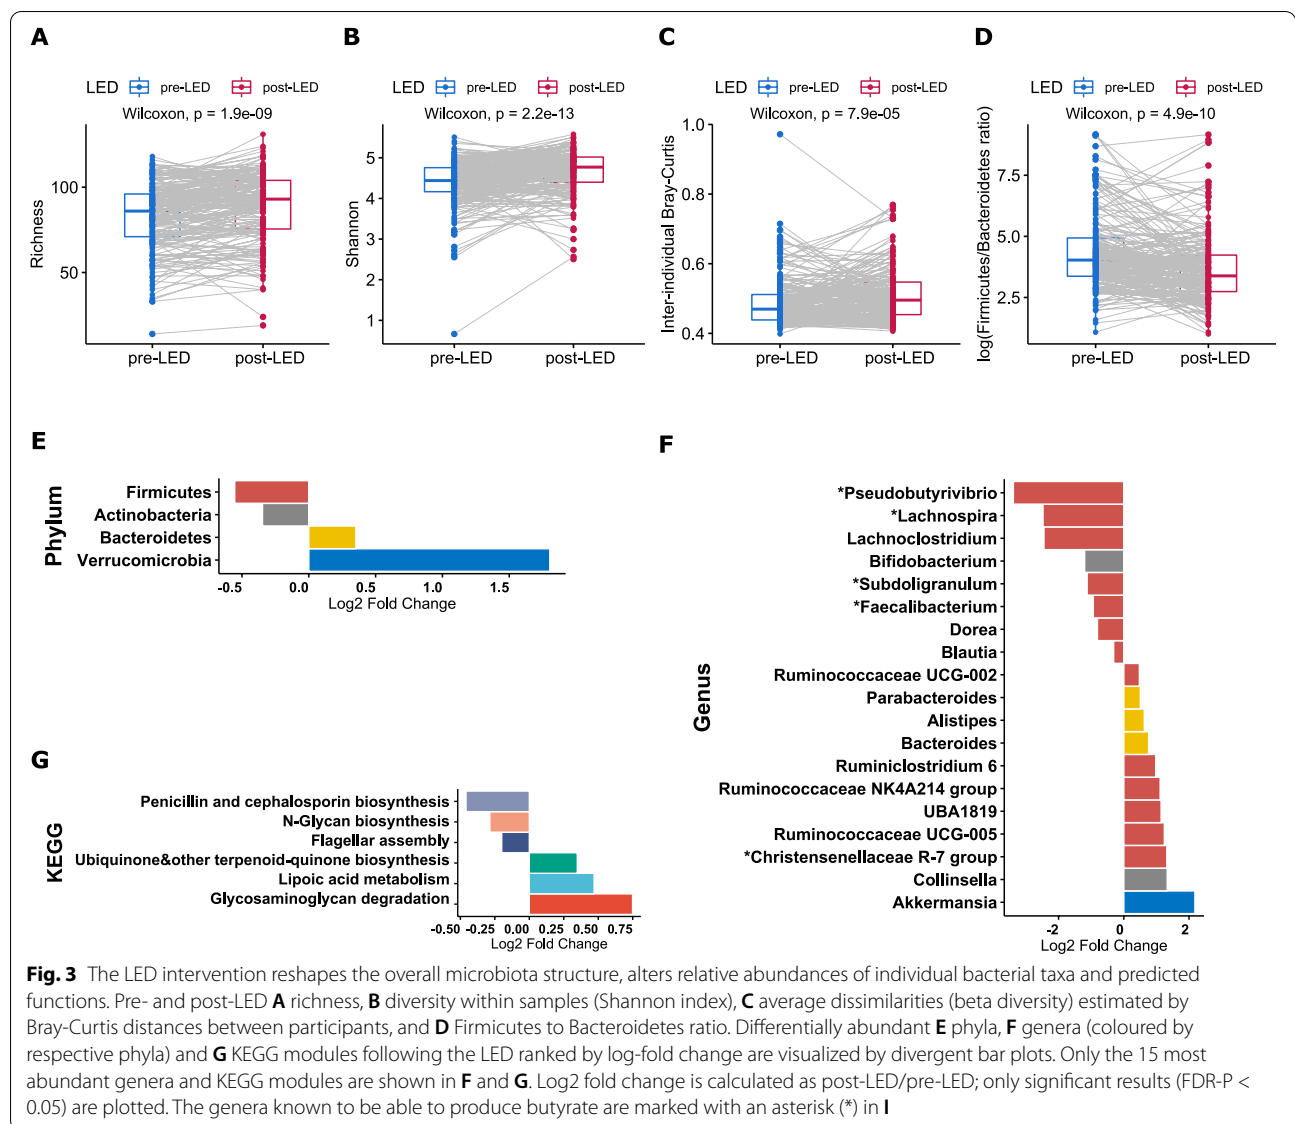 A
LED pre-LED post-LED
Wilcoxon, p = 1.9e-09
Richness
100
50
pre-LED post-LED
B
LED pre-LED post-LED
Wilcoxon, p = 2.2e-13
Shannon
5
4
3
2
1
pre-LED post-LED
C
LED pre-LED post-LED
Wilcoxon, p = 7.9e-05
Inter-individual Bray-Curtis
1.0
0.8
0.6
0.4
pre-LED post-LED
D
LED pre-LED post-LED
Wilcoxon, p = 4.9e-10
log(Firmicutes/Bacteroidetes ratio)
7.5
5.0
2.5
pre-LED post-LED
E
Phylum
Firmicutes
Actinobacteria
Bacteroidetes
Verrucomicrobia
-0.5 0.0 0.5 1.0 1.5
Log2 Fold Change
F
Genus
*Pseudobutyrivibrio
*Lachnospira
Lachnoclostridium
Bifidobacterium
*Subdoligranulum
*Faecalibacterium
Dorea
Blautia
Ruminococcaceae UCG-002
Parabacteroides
Alistipes
Bacteroides
Ruminiclostridium 6
Ruminococcaceae NK4A214 group
UBA1819
Ruminococcaceae UCG-005
*Christensenellaceae R-7 group
Collinsella
Akkermansia
-2 0 2
Log2 Fold Change
G
KEGG
Penicillin and cephalosporin biosynthesis
N-Glycan biosynthesis
Flagellar assembly
Ubiquinone&other terpenoid-quinone biosynthesis
Lipoic acid metabolism
Glycosaminoglycan degradation
-0.50 -0.25 0.00 0.25 0.50 0.75
Log2 Fold Change
Fig. 3 The LED intervention reshapes the overall microbiota structure, alters relative abundances of individual bacterial taxa and predicted
functions. Pre- and post-LED A richness, B diversity within samples (Shannon index), C average dissimilarities (beta diversity) estimated by
Bray-Curtis distances between participants, and D Firmicutes to Bacteroidetes ratio. Differentially abundant E phyla, F genera (coloured by
respective phyla) and G KEGG modules following the LED ranked by log-fold change are visualized by divergent bar plots. Only the 15 most
abundant genera and KEGG modules are shown in F and G. Log2 fold change is calculated as post-LED/pre-LED; only significant results (FDR-P <
0.05) are plotted. The genera known to be able to produce butyrate are marked with an asterisk (*) in I